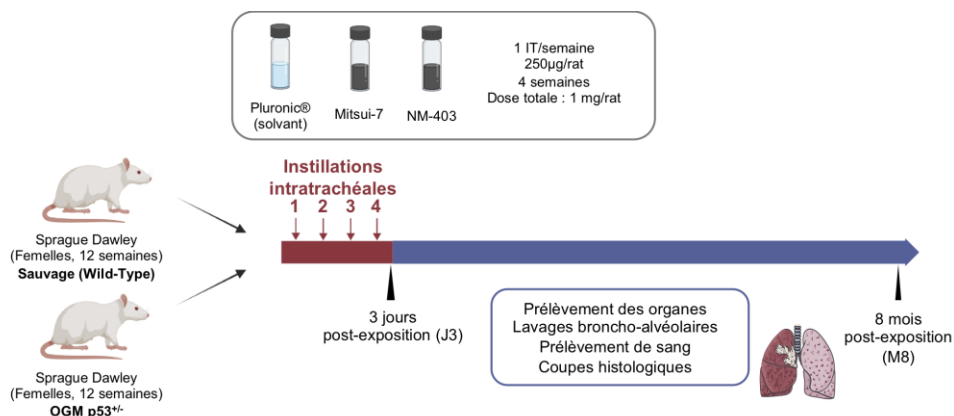 Pluronic®
(solvant)
Mitsui-7
NM-403
1 IT/semaine
250µg/rat
4 semaines
Dose totale : 1 mg/rat
Sprague Dawley
(Femelles, 12 semaines)
Sauvage (Wild-Type)
Instillations
intratrachéales
1 2 3 4
3 jours
post-exposition (J3)
Prélèvement des organes
Lavages broncho-alvéolaires
Prélèvement de sang
Coupes histologiques
8 mois
post-exposition
(M8)
Sprague Dawley
(Femelles, 12 semaines)
OGM p53+/-